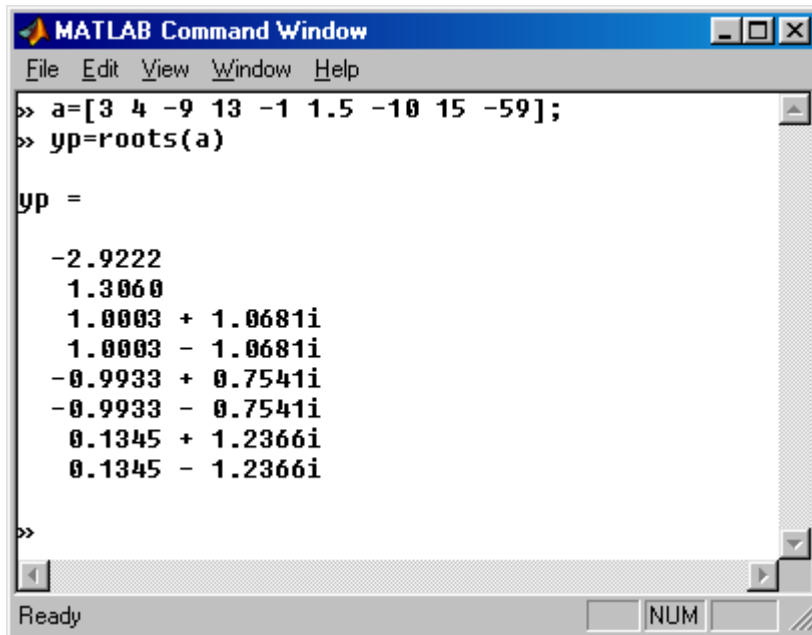 MATLAB Command Window
File Edit View Window Help
» a=[3 4 -9 13 -1 1.5 -10 15 -59];
» yp=roots(a)
yp =
-2.9222
1.3060
1.0003 + 1.0681i
1.0003 - 1.0681i
-0.9933 + 0.7541i
-0.9933 - 0.7541i
0.1345 + 1.2366i
0.1345 - 1.2366i
»
Ready NUM